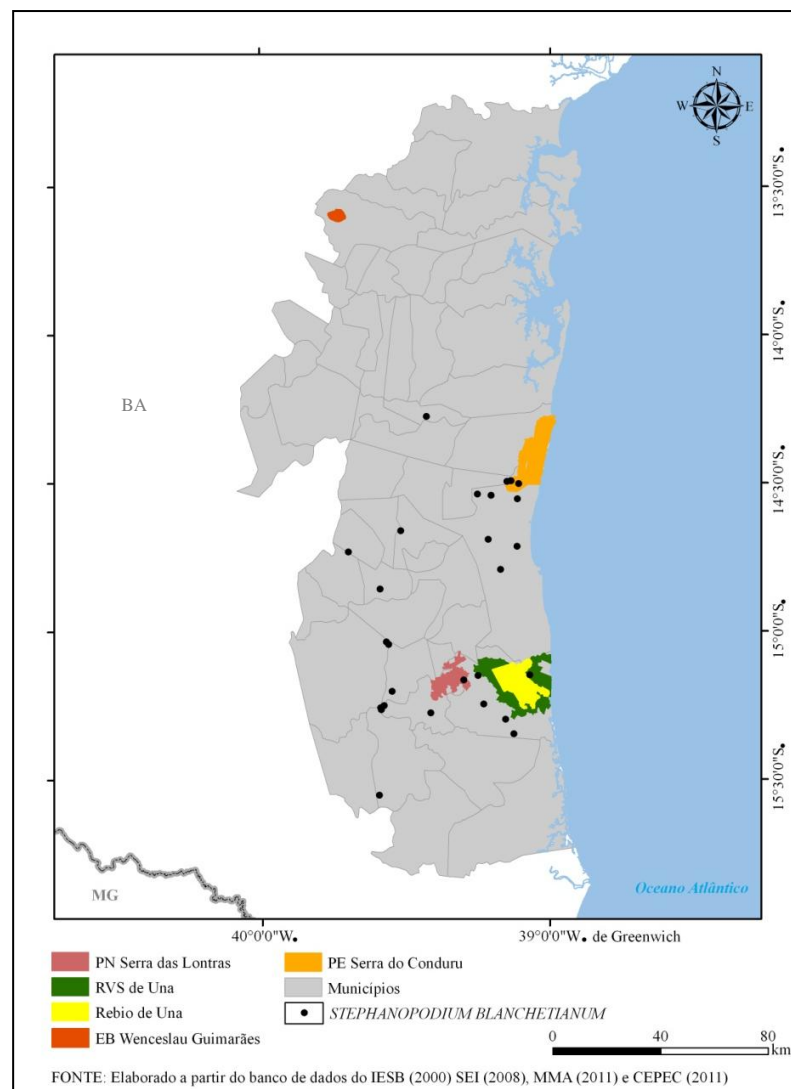 N
W E
S
13°30'0"S.
14°0'0"S.
14°30'0"S.
15°0'0"S.
15°30'0"S.
BA
MG
Oceano Atlântico
40°0'0"W. 39°0'0"W. de Greenwich
PN Serra das Lontras
RVS de Una
Rebio de Una
EB Wenceslau Guimarães
PE Serra do Conduru
Municípios
STEPHANOPODIUM BLANCHETIANUM
0 40 80
km
FONTE: Elaborado a partir do banco de dados do IESB (2000) SEI (2008), MMA (2011) e CEPEC (2011)